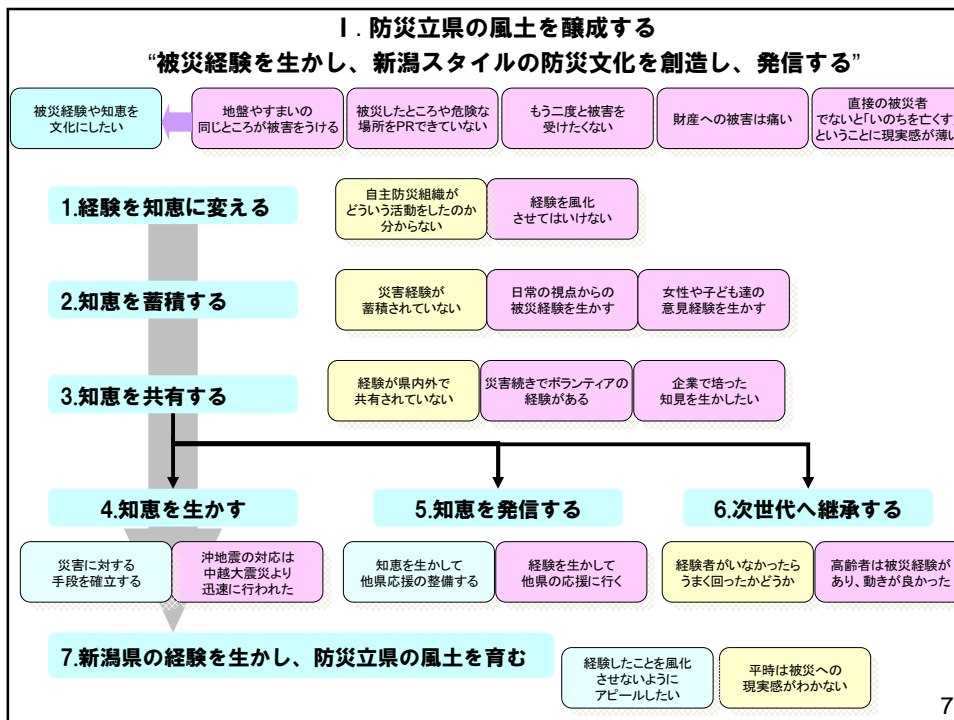 Ⅰ．防災立県の風土を醸成する
“被災経験を生かし、新潟スタイルの防災文化を創造し、発信する”
被災経験や知恵を
文化にしたい
地盤やすまいの
同じところが被害をうける
被災したところや危険な
場所をPRできていない
もう二度と被害を
受けたくない
財産への被害は痛い
直接の被災者
でないと「いのちを亡くす」
ということに現実感が薄い
1.経験を知恵に変える
自主防災組織が
どういう活動をしたのか
分からない
経験を風化
させてはいけない
2.知恵を蓄積する
災害経験が
蓄積されていない
日常の視点からの
被災経験を生かす
女性や子ども達の
意見経験を生かす
3.知恵を共有する
経験が県内外で
共有されていない
災害続きでボランティアの
経験がある
企業で培った
知見を生かしたい
4.知恵を生かす
5.知恵を発信する
6.次世代へ継承する
災害に対する
手段を確立する
沖地震の対応は
中越大震災より
迅速に行われた
知恵を生かして
他県応援の整備する
経験を生かして
他県の応援に行く
経験者がいなかったら
うまく回ったかどうか
高齢者は被災経験が
あり、動きが良かった
7.新潟県の経験を生かし、防災立県の風土を育む
経験したことを風化
させないように
アピールしたい
平時は被災への
現実感がわかない
7